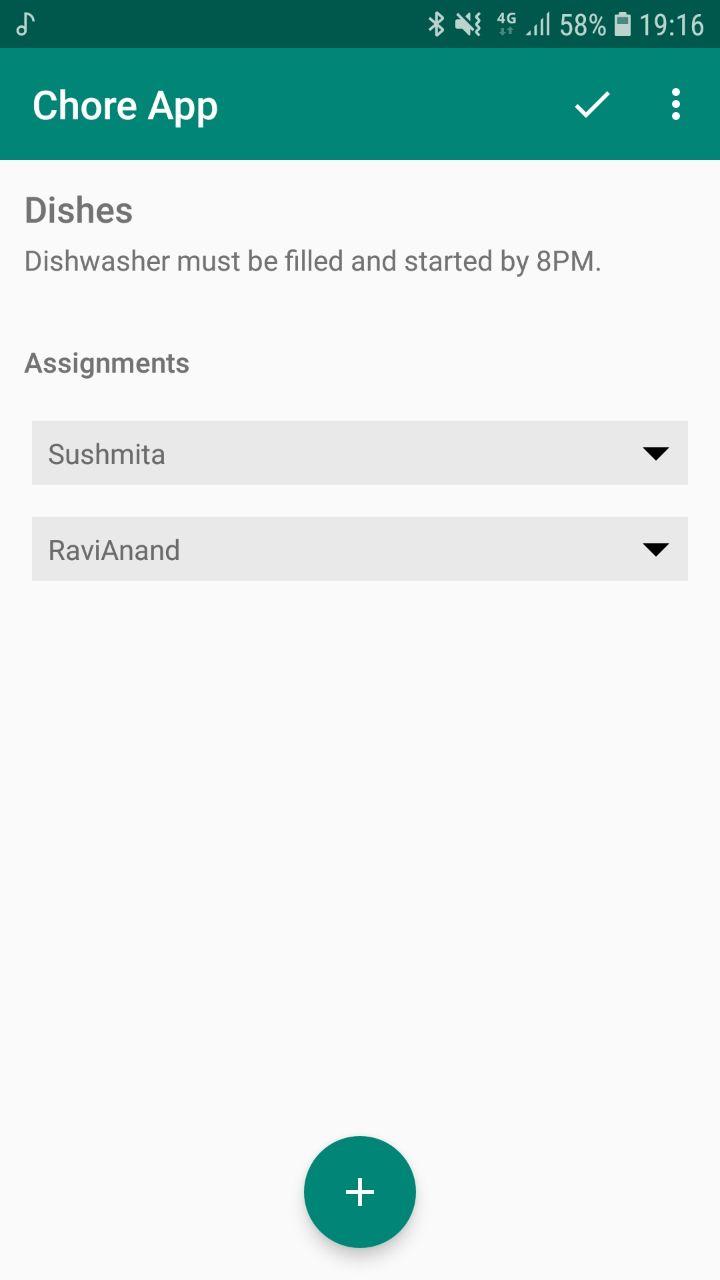 4G 58% 19:16
Chore App
Dishes
Dishwasher must be filled and started by 8PM.
Assignments
Sushmita
RaviAnand